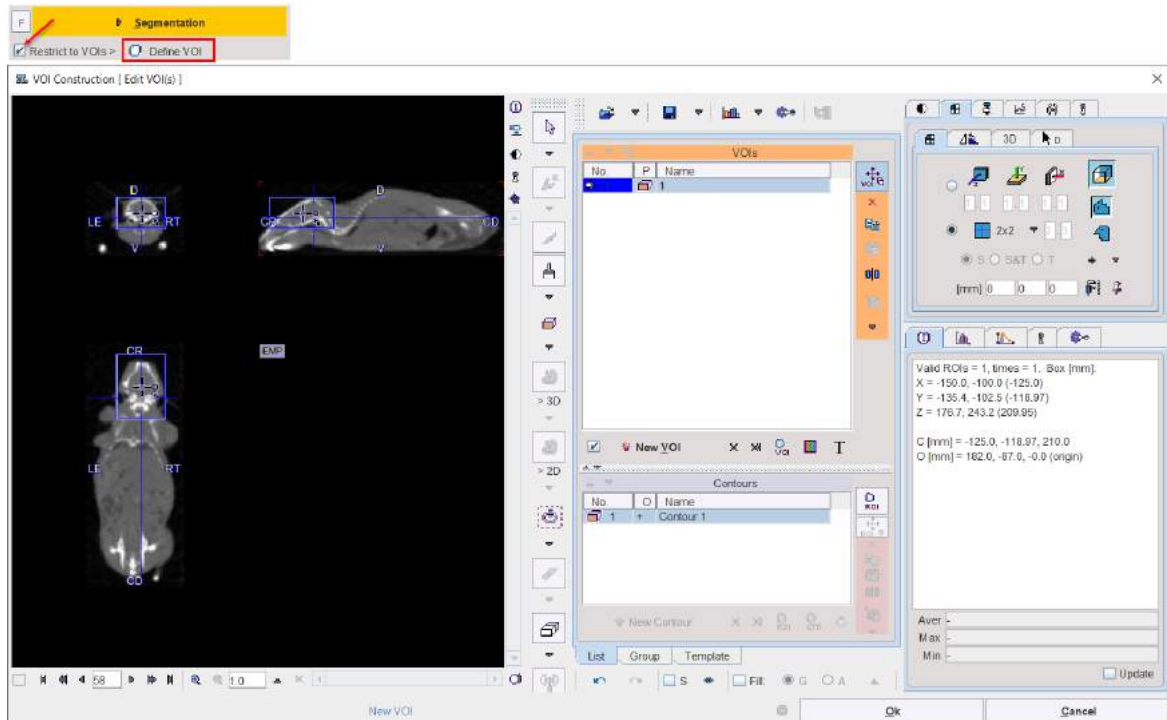 F Segmentation
Restrict to VOIs > Define VOI
VOI Construction [ Edit VOI(s) ]
VOIs
No. P Name
1
D
LE RT
V
D
CR CD
V
CR
LE RT
CD
EMP
> 3D
> 2D
3D
2x2
S S&T T
[mm] 0 0 0
New VOI
T
Contours
No. O Name
1 + Contour 1
ROI
New Contour
List Group Template
Valid ROIs = 1, times = 1. Box [mm]:
X = -150.0, -100.0 (-125.0)
Y = -135.4, -102.5 (-118.97)
Z = 176.7, 243.2 (209.95)
C [mm] = -125.0, -118.97, 210.0
O [mm] = 182.0, -87.0, -0.0 (origin)
Aver -
Max -
Min -
Update
58 1.0
S Fill: G A
New VOI
Ok Cancel